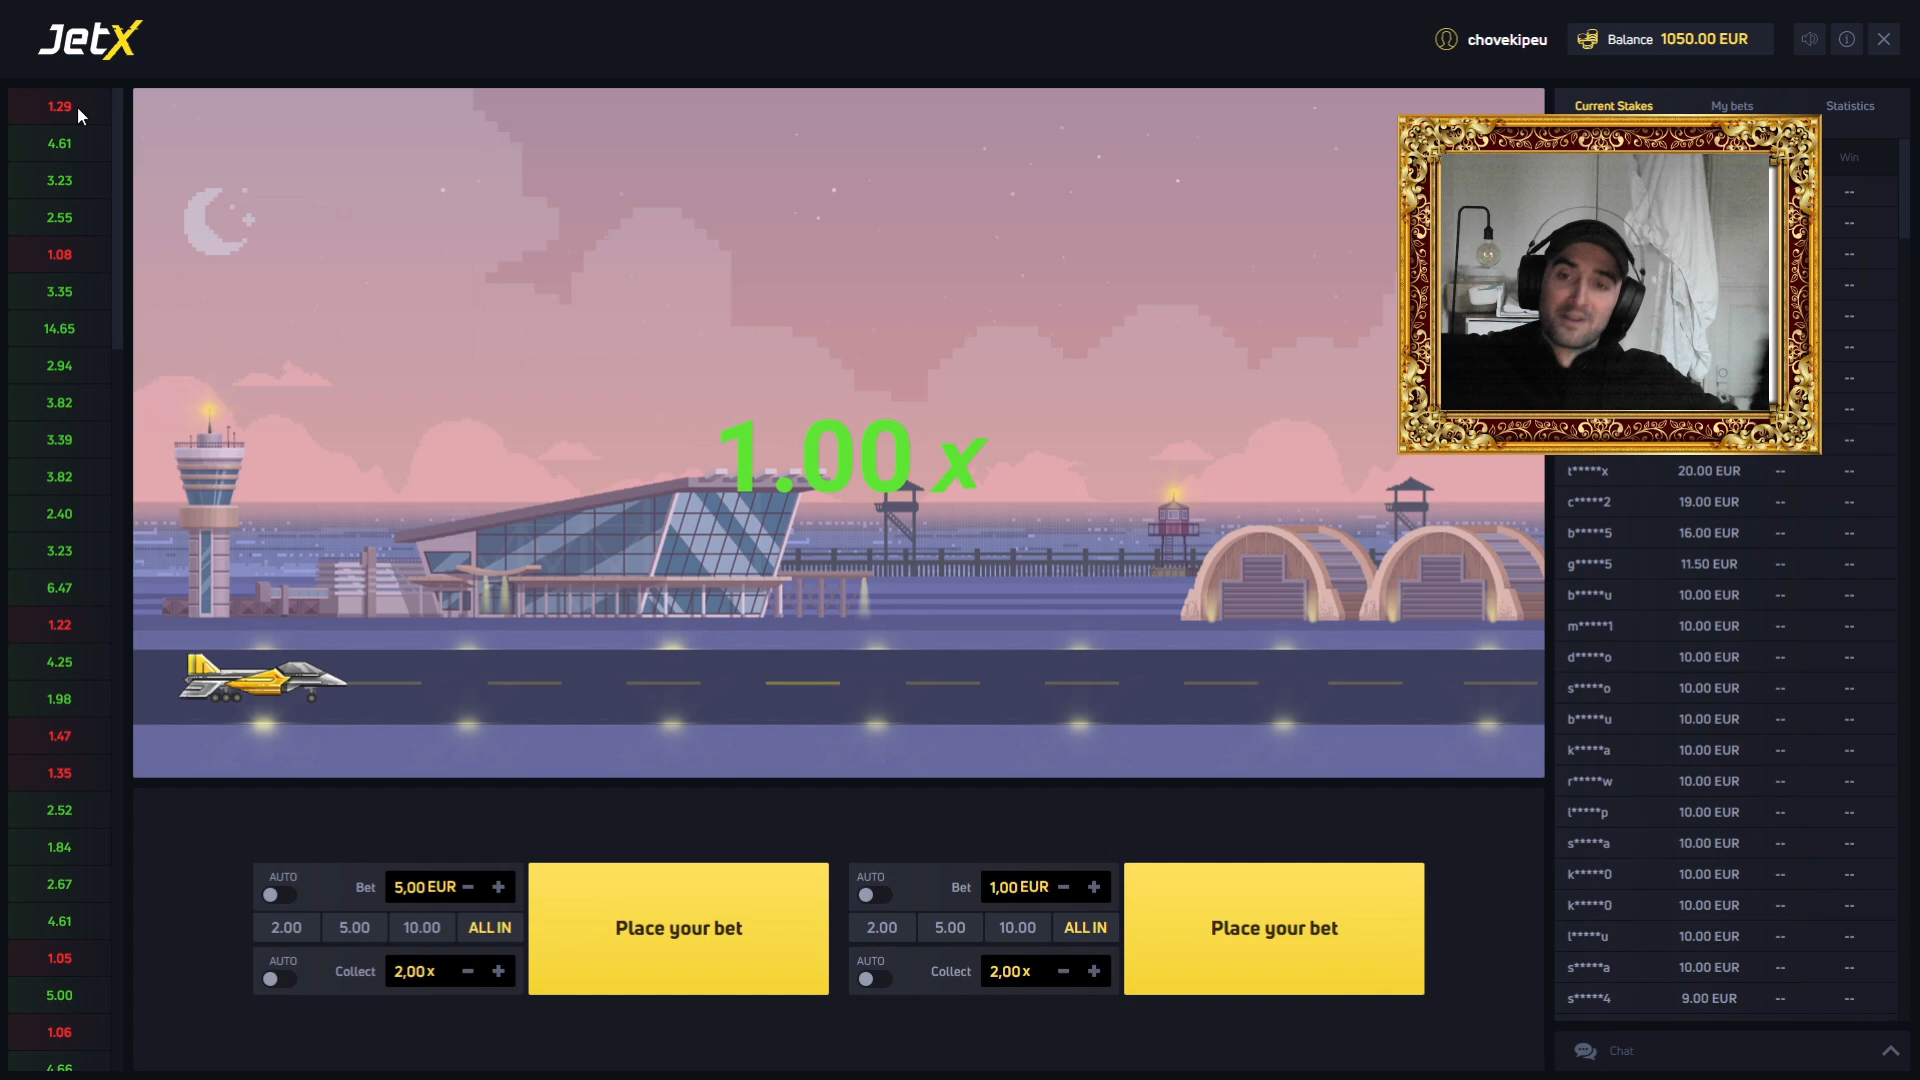 JetX
chovekipeu
Balance 1050.00 EUR
1.29
4.61
3.23
2.55
1.08
3.35
14.65
2.94
3.82
3.39
3.82
2.40
3.23
6.47
1.22
4.25
1.98
1.47
1.35
2.52
1.84
2.67
4.61
1.05
5.00
1.06
4.66
1.00 x
AUTO
Bet 5,00 EUR - +
2.00 5.00 10.00 ALL IN
AUTO
Collect 2,00 x - +
Place your bet
AUTO
Bet 1,00 EUR - +
2.00 5.00 10.00 ALL IN
AUTO
Collect 2,00 x - +
Place your bet
Current Stakes My bets Statistics
Win
--
--
--
--
--
--
--
--
--
t*****x 20.00 EUR -- --
c*****2 19.00 EUR -- --
b*****5 16.00 EUR -- --
g*****5 11.50 EUR -- --
b*****u 10.00 EUR -- --
m*****1 10.00 EUR -- --
d*****o 10.00 EUR -- --
s*****o 10.00 EUR -- --
b*****u 10.00 EUR -- --
k*****a 10.00 EUR -- --
r*****w 10.00 EUR -- --
l*****p 10.00 EUR -- --
s*****a 10.00 EUR -- --
k*****0 10.00 EUR -- --
k*****0 10.00 EUR -- --
l*****u 10.00 EUR -- --
s*****a 10.00 EUR -- --
s*****4 9.00 EUR -- --
Chat